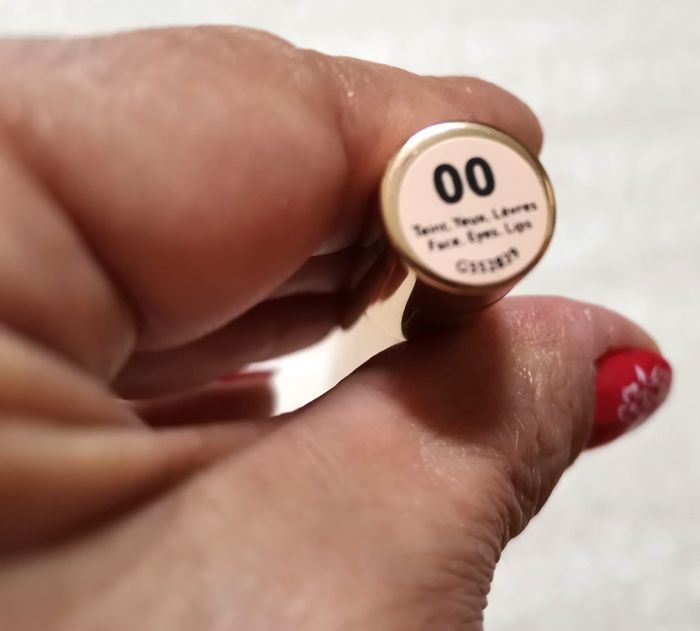 00
Teint. Yeux. Lèvres
Face. Eyes. Lips